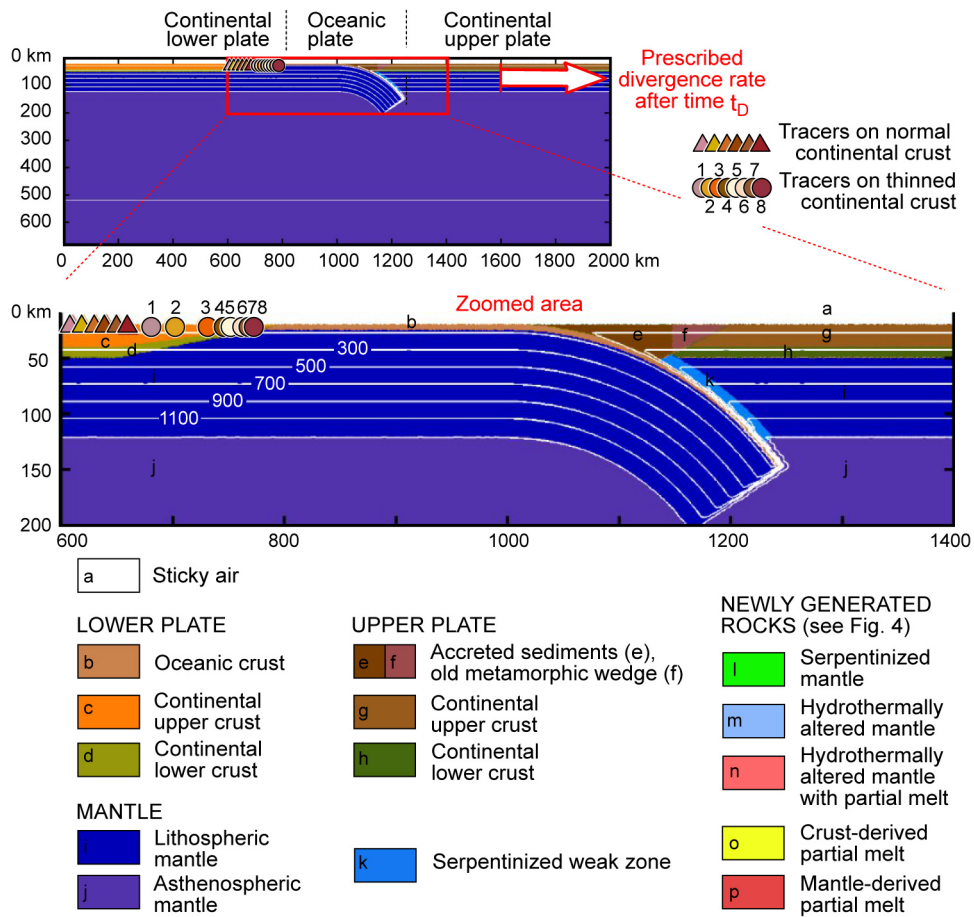 Continental
lower plate
Oceanic
plate
Continental
upper plate
0 km
100
200
300
400
500
600
0 200 400 600 800 1000 1200 1400 1600 1800 2000 km
Prescribed
divergence rate
after time tD
Tracers on normal
continental crust
1 3 5 7
Tracers on thinned
continental crust
2 4 6 8
Zoomed area
0 km
50
100
150
200
1 2 3 45 678
a
b
c
d
e
f
g
h
i
k
i
j
j
300
500
700
900
1100
600 800 1000 1200 1400
a Sticky air
LOWER PLATE
b Oceanic crust
c Continental
upper crust
d Continental
lower crust
MANTLE
i Lithospheric
mantle
j Asthenospheric
mantle
UPPER PLATE
e f Accreted sediments (e),
old metamorphic wedge (f)
g Continental
upper crust
h Continental
lower crust
k Serpentinized weak zone
NEWLY GENERATED
ROCKS (see Fig. 4)
l Serpentinized
mantle
m Hydrothermally
altered mantle
n Hydrothermally
altered mantle
with partial melt
o Crust-derived
partial melt
p Mantle-derived
partial melt